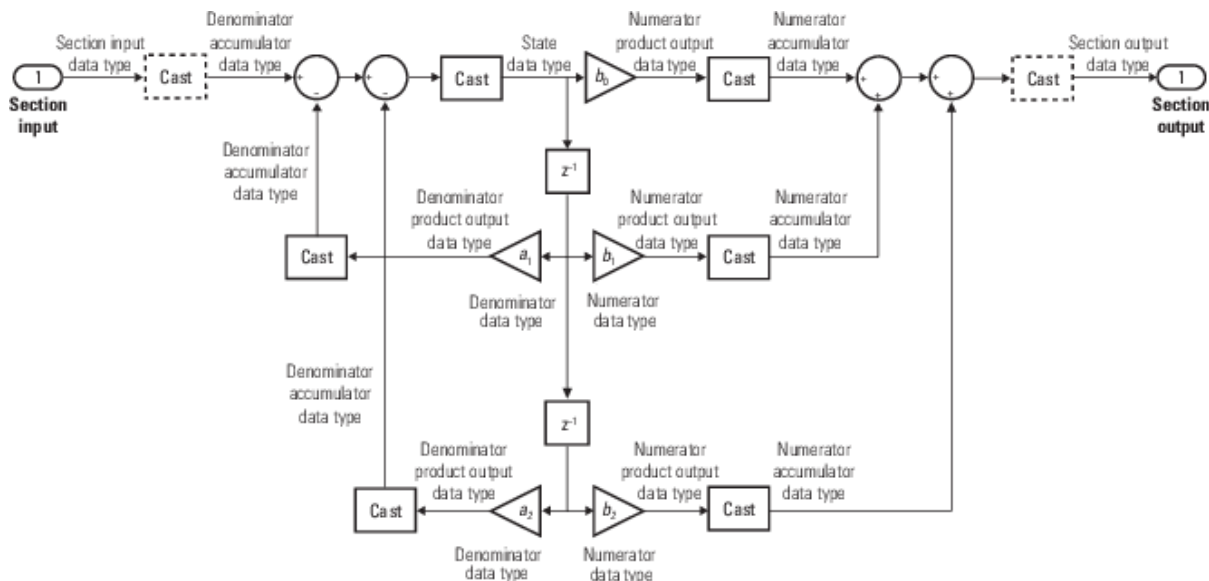 Section input
data type
Denominator
accumulator
data type
State
data type
Numerator
product output
data type
Numerator
accumulator
data type
Section output
data type
1
Cast
+
−
−
Cast
b0
Cast
+
+
+
+
Cast
1
Section
input
Section
output
Denominator
accumulator
data type
z-1
Denominator
product output
data type
Numerator
product output
data type
Numerator
accumulator
data type
Cast
a1
b1
Cast
Denominator
data type
Numerator
data type
Denominator
accumulator
data type
z-1
Denominator
product output
data type
Numerator
product output
data type
Numerator
accumulator
data type
Cast
a2
b2
Cast
Denominator
data type
Numerator
data type